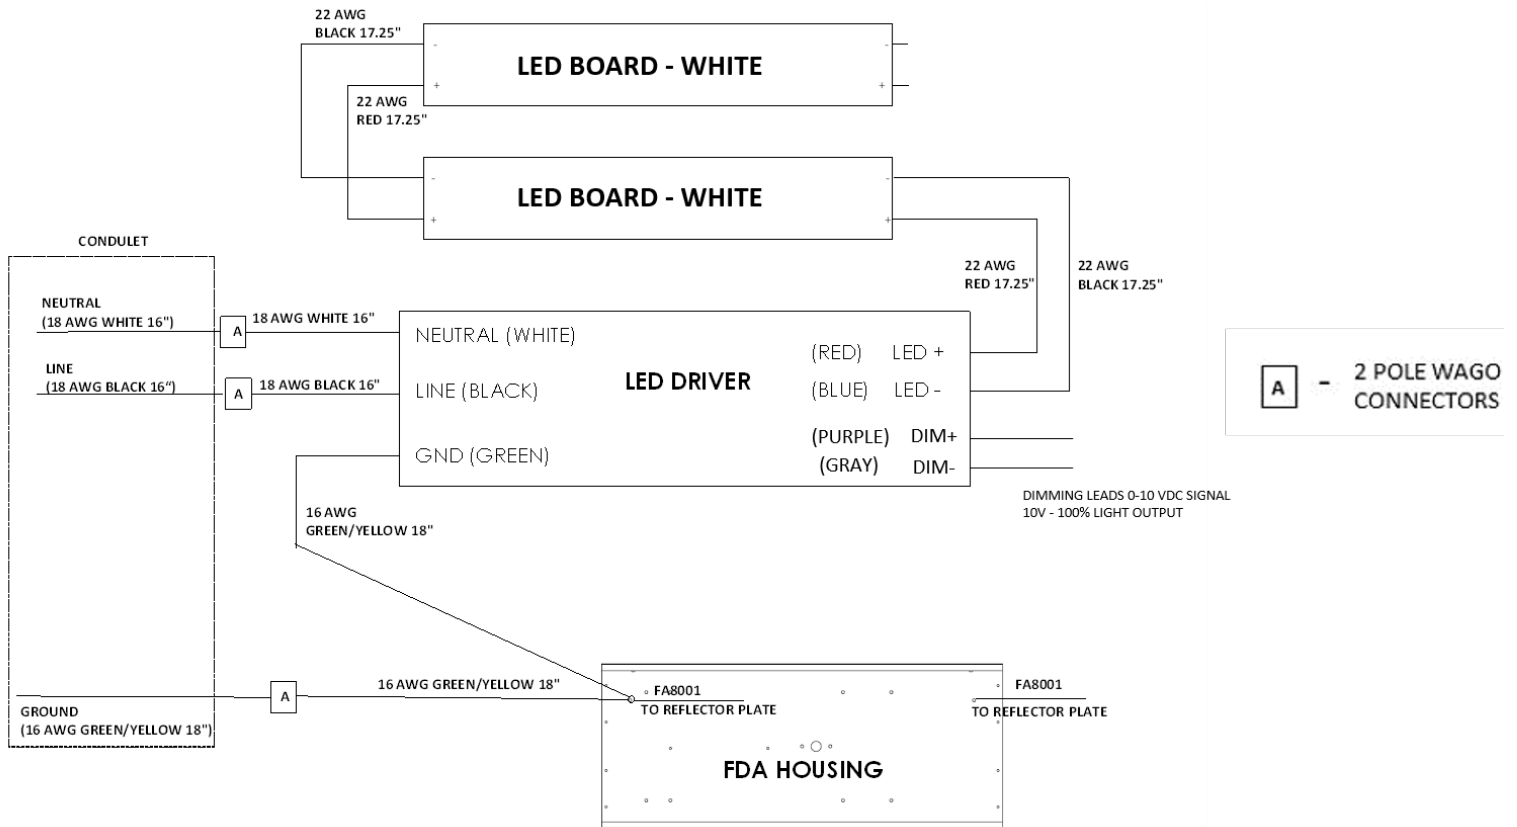 22 AWG
BLACK 17.25"
-
-
LED BOARD - WHITE
+
+
22 AWG
RED 17.25"
-
-
LED BOARD - WHITE
+
+
CONDULET
22 AWG
RED 17.25"
22 AWG
BLACK 17.25"
NEUTRAL
(18 AWG WHITE 16")
A
18 AWG WHITE 16"
LINE
(18 AWG BLACK 16")
A
18 AWG BLACK 16"
NEUTRAL (WHITE)
LINE (BLACK)
GND (GREEN)
LED DRIVER
(RED) LED +
(BLUE) LED -
(PURPLE) DIM+
(GRAY) DIM-
A - 2 POLE WAGO
CONNECTORS
DIMMING LEADS 0-10 VDC SIGNAL
10V - 100% LIGHT OUTPUT
16 AWG
GREEN/YELLOW 18"
A
16 AWG GREEN/YELLOW 18"
GROUND
(16 AWG GREEN/YELLOW 18")
FA8001
TO REFLECTOR PLATE
FA8001
TO REFLECTOR PLATE
FDA HOUSING